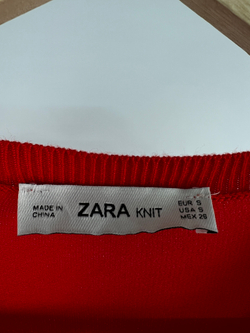 MADE IN
CHINA
ZARA KNIT
EUR S
USA S
MEX 26